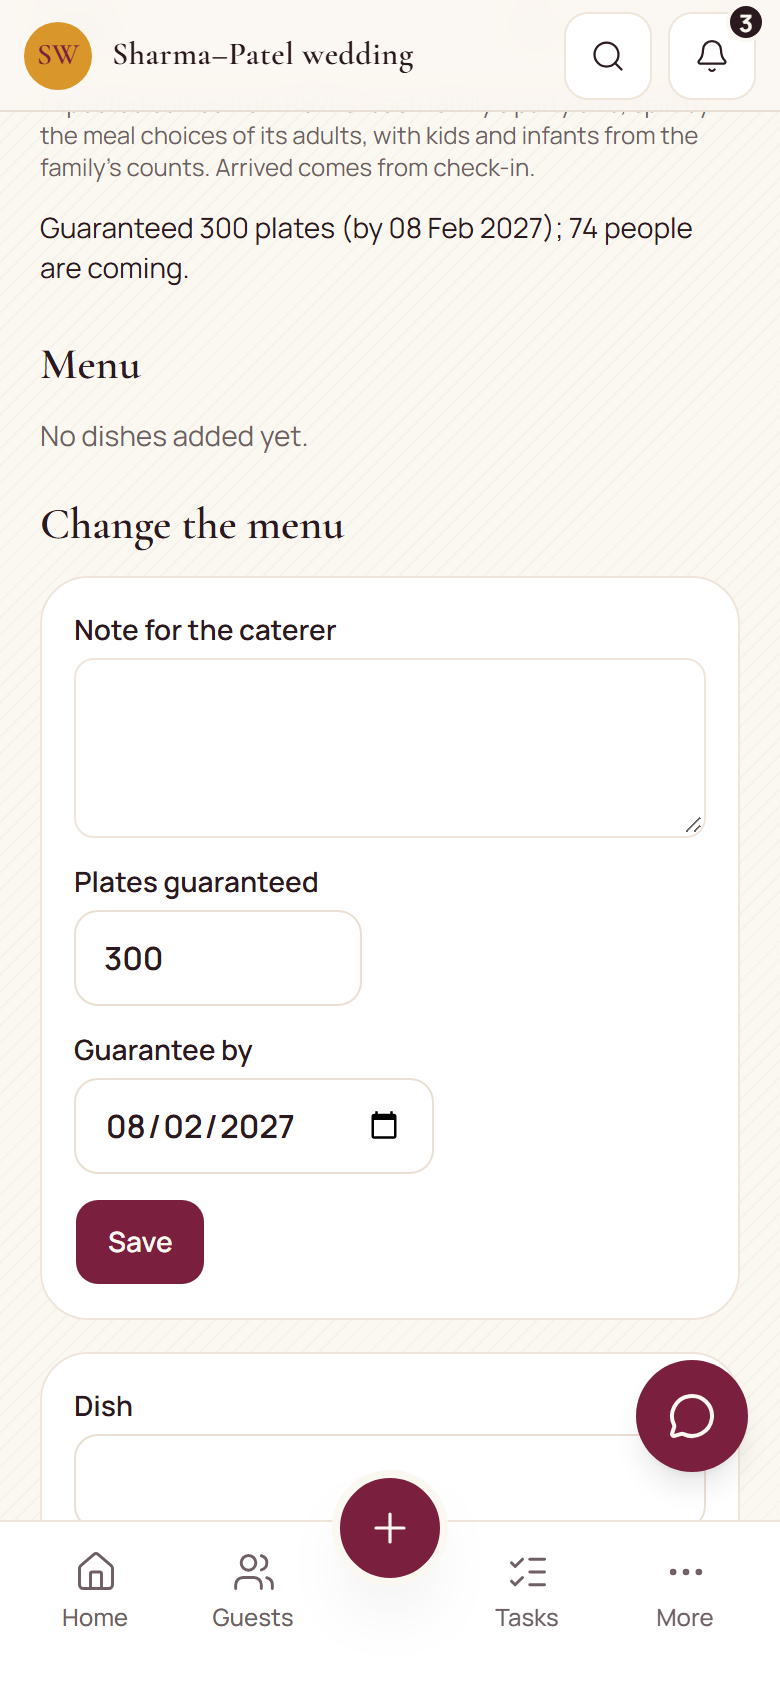 SW
Sharma–Patel wedding
3
the meal choices of its adults, with kids and infants from the
family's counts. Arrived comes from check-in.
Guaranteed 300 plates (by 08 Feb 2027); 74 people
are coming.
Menu
No dishes added yet.
Change the menu
Note for the caterer
Plates guaranteed
300
Guarantee by
08/02/2027
Save
Dish
Home
Guests
Tasks
More